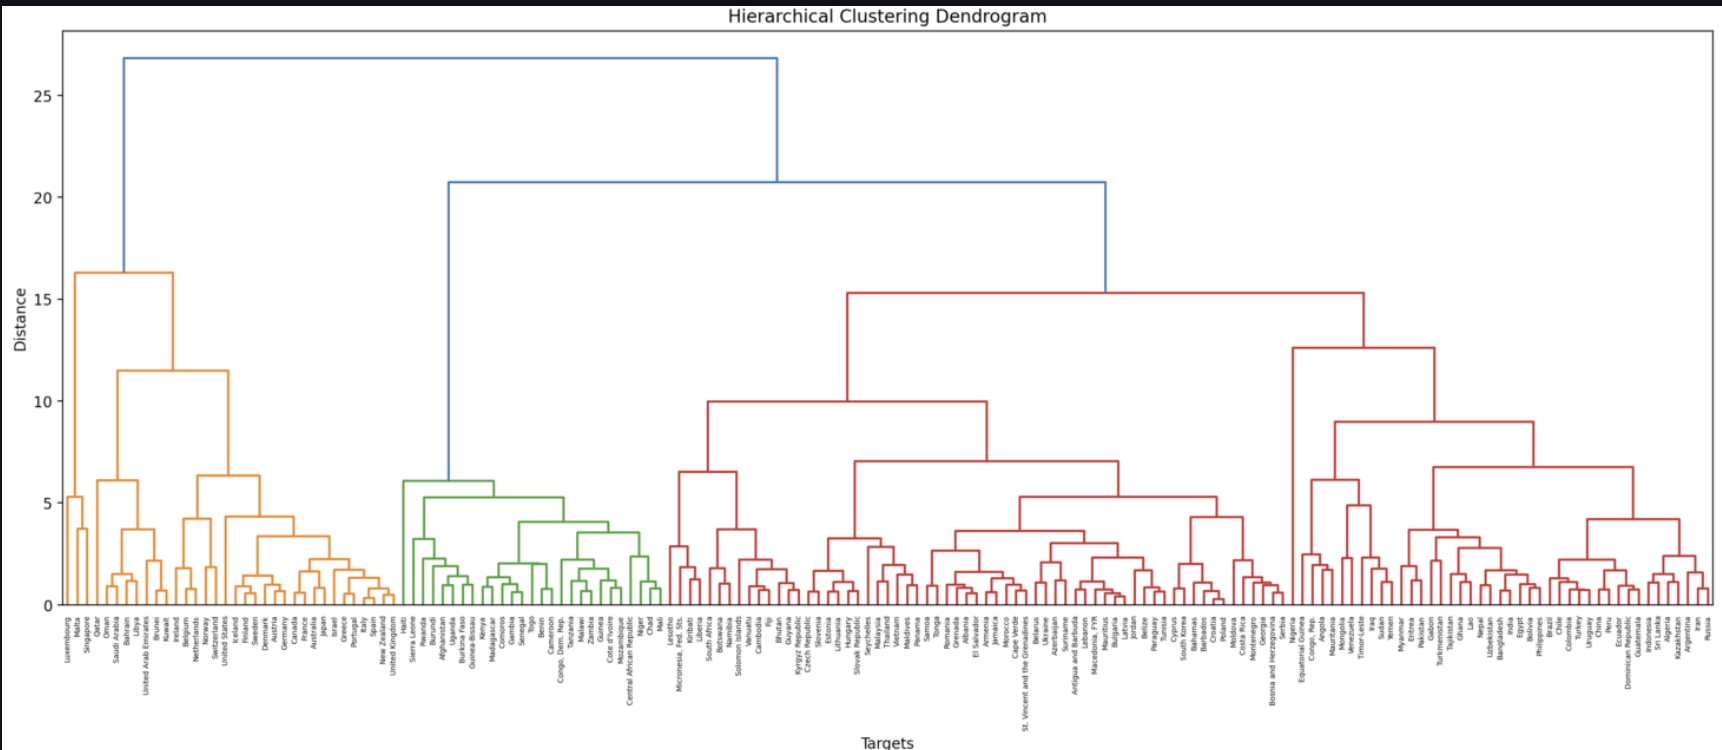 Hierarchical Clustering Dendrogram
25
20
15
10
5
0
Distance
Luxembourg
Malta
Singapore
Qatar
Oman
Saudi Arabia
Bahrain
Libya
United Arab Emirates
Brunei
Kuwait
Ireland
Belgium
Netherlands
Norway
Switzerland
United States
Iceland
Finland
Sweden
Denmark
Austria
Germany
Canada
France
Australia
Japan
Israel
Greece
Portugal
Italy
Spain
New Zealand
United Kingdom
Haiti
Sierra Leone
Rwanda
Burundi
Afghanistan
Uganda
Burkina Faso
Guinea-Bissau
Kenya
Madagascar
Comoros
Gambia
Senegal
Togo
Benin
Cameroon
Congo, Dem. Rep.
Tanzania
Malawi
Zambia
Guinea
Cote d'Ivoire
Mozambique
Central African Republic
Niger
Chad
Mali
Lesotho
Micronesia, Fed. Sts.
Kiribati
Liberia
South Africa
Botswana
Namibia
Solomon Islands
Vanuatu
Cambodia
Fiji
Bhutan
Guyana
Kyrgyz Republic
Czech Republic
Slovenia
Estonia
Lithuania
Hungary
Slovak Republic
Seychelles
Malaysia
Thailand
Vietnam
Maldives
Panama
Samoa
Tonga
Romania
Grenada
Albania
El Salvador
Armenia
Jamaica
Morocco
Cape Verde
St. Vincent and the Grenadines
Belarus
Ukraine
Azerbaijan
Suriname
Antigua and Barbuda
Lebanon
Macedonia, FYR
Mauritius
Bulgaria
Latvia
Jordan
Belize
Paraguay
Tunisia
Cyprus
South Korea
Bahamas
Barbados
Croatia
Poland
Moldova
Costa Rica
Montenegro
Georgia
Bosnia and Herzegovina
Serbia
Nigeria
Equatorial Guinea
Congo, Rep.
Angola
Mauritania
Mongolia
Venezuela
Timor-Leste
Iraq
Sudan
Yemen
Myanmar
Eritrea
Pakistan
Gabon
Turkmenistan
Tajikistan
Ghana
Lao
Nepal
Uzbekistan
Bangladesh
India
Egypt
Bolivia
Philippines
Brazil
Chile
Colombia
Turkey
Uruguay
China
Peru
Ecuador
Dominican Republic
Guatemala
Indonesia
Sri Lanka
Algeria
Kazakhstan
Argentina
Iran
Russia
Targets